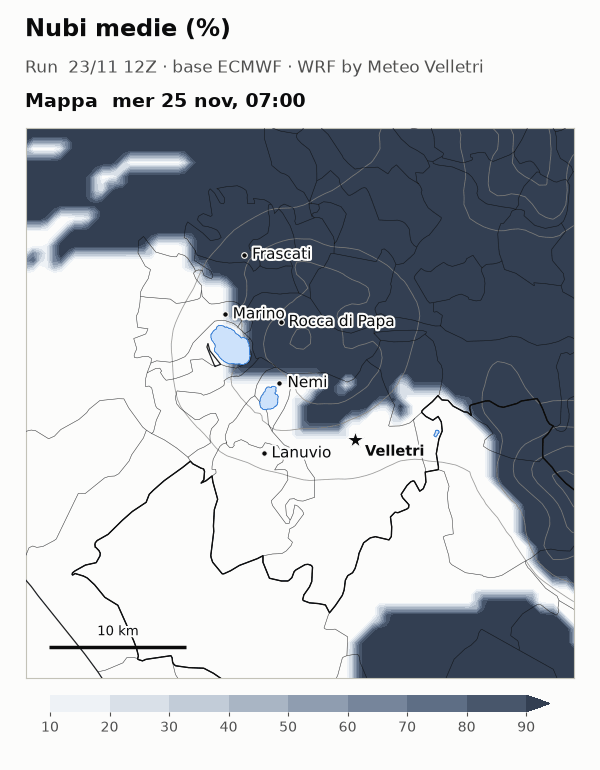 Nubi medie (%)
Run  23/11 12Z · base ECMWF · WRF by Meteo Velletri
Mappa  mer 25 nov, 07:00
Frascati
Marino
Rocca di Papa
Nemi
Velletri
Lanuvio
10 km
10 20 30 40 50 60 70 80 90